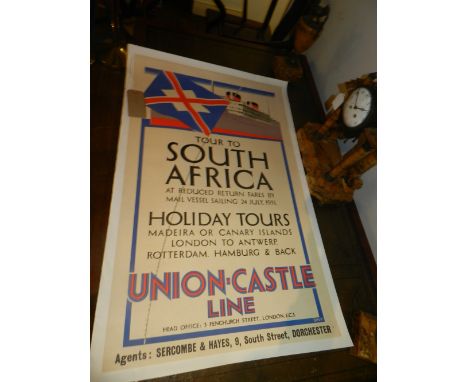 TOUR TO
SOUTH
AFRICA
AT REDUCED RETURN FARES BY
MAIL VESSEL SAILING 24 JULY, 1931.
HOLIDAY TOURS
MADEIRA OR CANARY ISLANDS
LONDON TO ANTWERP,
ROTTERDAM, HAMBURG & BACK
UNION-CASTLE
LINE
HEAD OFFICE: 3 FENCHURCH STREET, LONDON, E.C.3
Agents: SERCOMBE & HAYES, 9, South Street, DORCHESTER